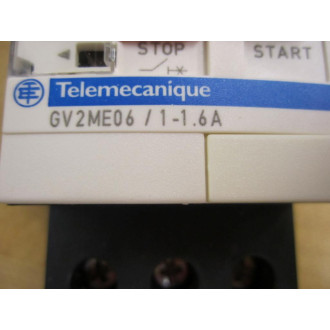 STOP START
Telemecanique
GV2ME06 / 1-1.6A